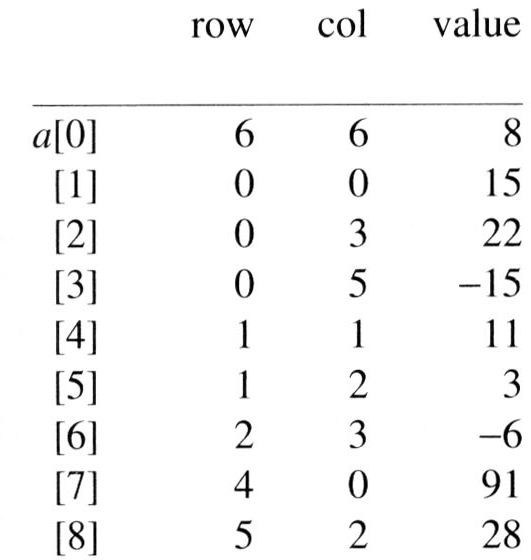 row col value
a[0] 6 6 8
[1] 0 0 15
[2] 0 3 22
[3] 0 5 −15
[4] 1 1 11
[5] 1 2 3
[6] 2 3 −6
[7] 4 0 91
[8] 5 2 28